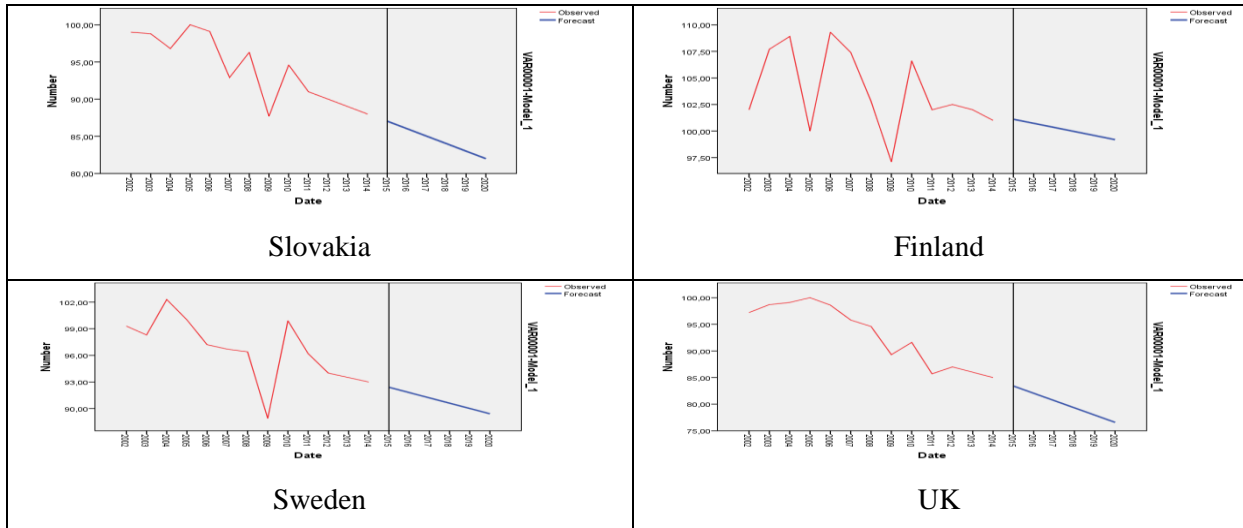 Observed
Forecast
100,00
95,00
90,00
85,00
80,00
Number
2002 2003 2004 2005 2006 2007 2008 2009 2010 2011 2012 2013 2014 2015 2016 2017 2018 2019 2020
Date
VAR00001-Model_1
Slovakia
Observed
Forecast
110,00
107,50
105,00
102,50
100,00
97,50
Number
2002 2003 2004 2005 2006 2007 2008 2009 2010 2011 2012 2013 2014 2015 2016 2017 2018 2019 2020
Date
VAR00001-Model_1
Finland
Observed
Forecast
102,00
99,00
96,00
93,00
90,00
Number
2002 2003 2004 2005 2006 2007 2008 2009 2010 2011 2012 2013 2014 2015 2016 2017 2018 2019 2020
Date
VAR00001-Model_1
Sweden
Observed
Forecast
100,00
95,00
90,00
85,00
80,00
75,00
Number
2002 2003 2004 2005 2006 2007 2008 2009 2010 2011 2012 2013 2014 2015 2016 2017 2018 2019 2020
Date
VAR00001-Model_1
UK